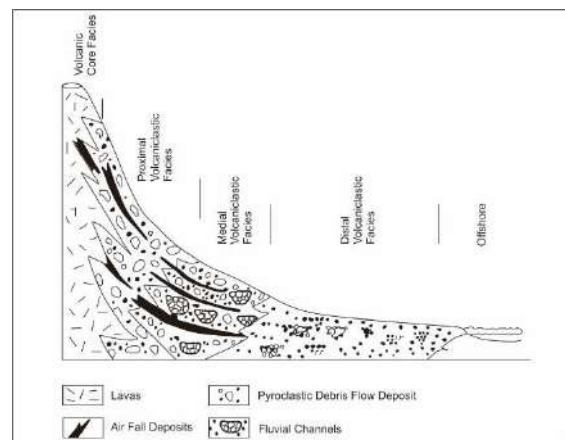 Volcanic
Core Facies
Proximal
Volcaniclastic
Facies
Medial
Volcaniclastic
Facies
Distal
Volcaniclastic
Facies
Offshore
Lavas
Pyroclastic Debris Flow Deposit
Air Fall Deposits
Fluvial Channels